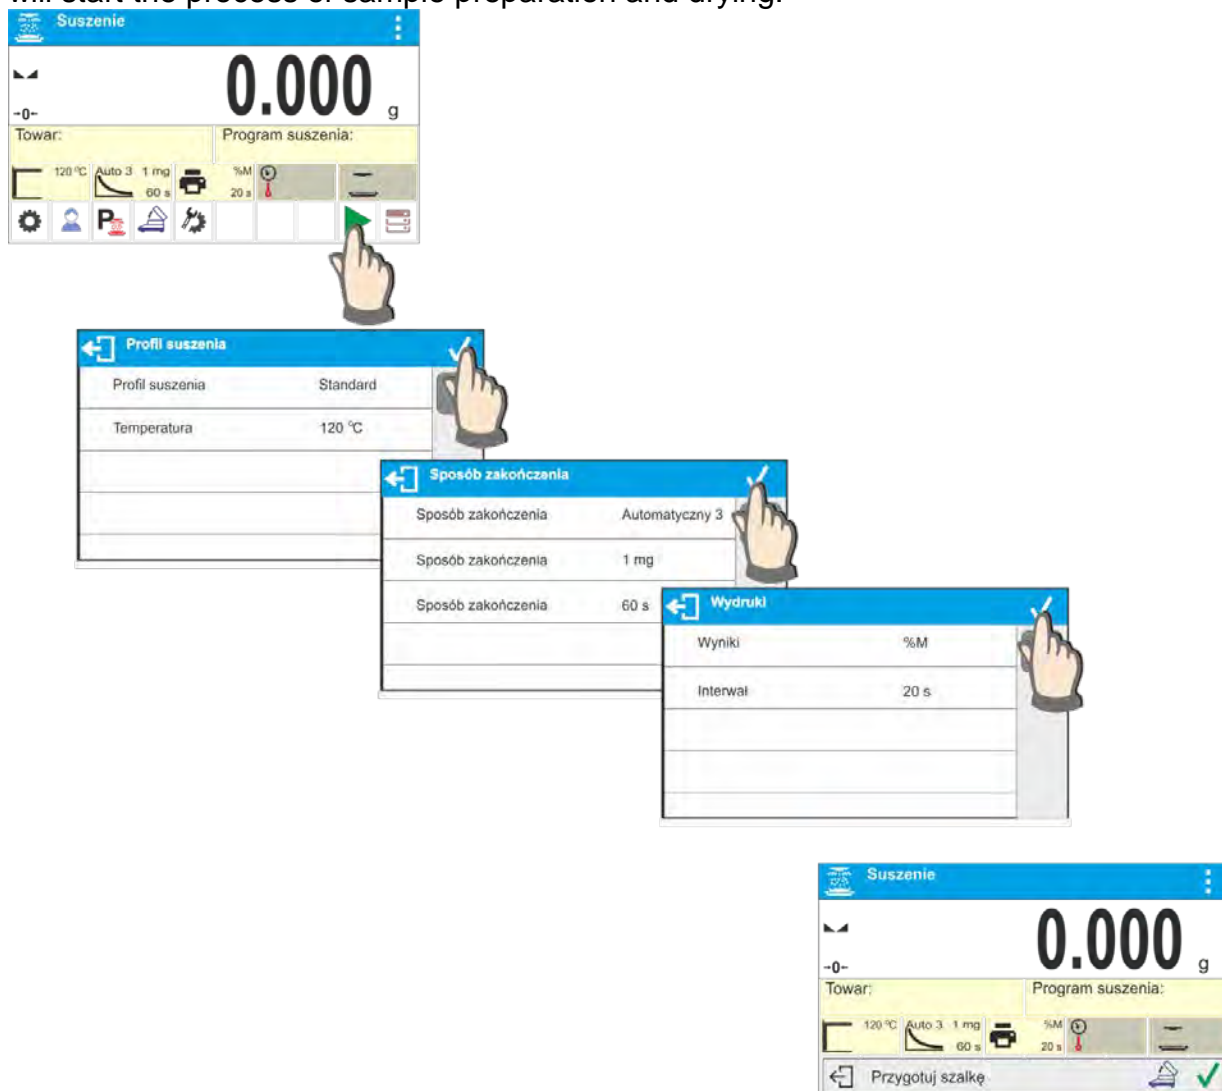 will start the process of sample preparation and drying.
Suszenie
0.000 g
→0←
Towar: Program suszenia:
120 °C Auto 3 1 mg %M
60 s 20 s
P
Profil suszenia
Profil suszenia Standard
Temperatura 120 °C
Sposób zakończenia
Sposób zakończenia Automatyczny 3
Sposób zakończenia 1 mg
Sposób zakończenia 60 s
Wydruki
Wyniki %M
Interwał 20 s
Suszenie
0.000 g
→0←
Towar: Program suszenia:
120 °C Auto 3 1 mg %M
60 s 20 s
Przygotuj szalkę